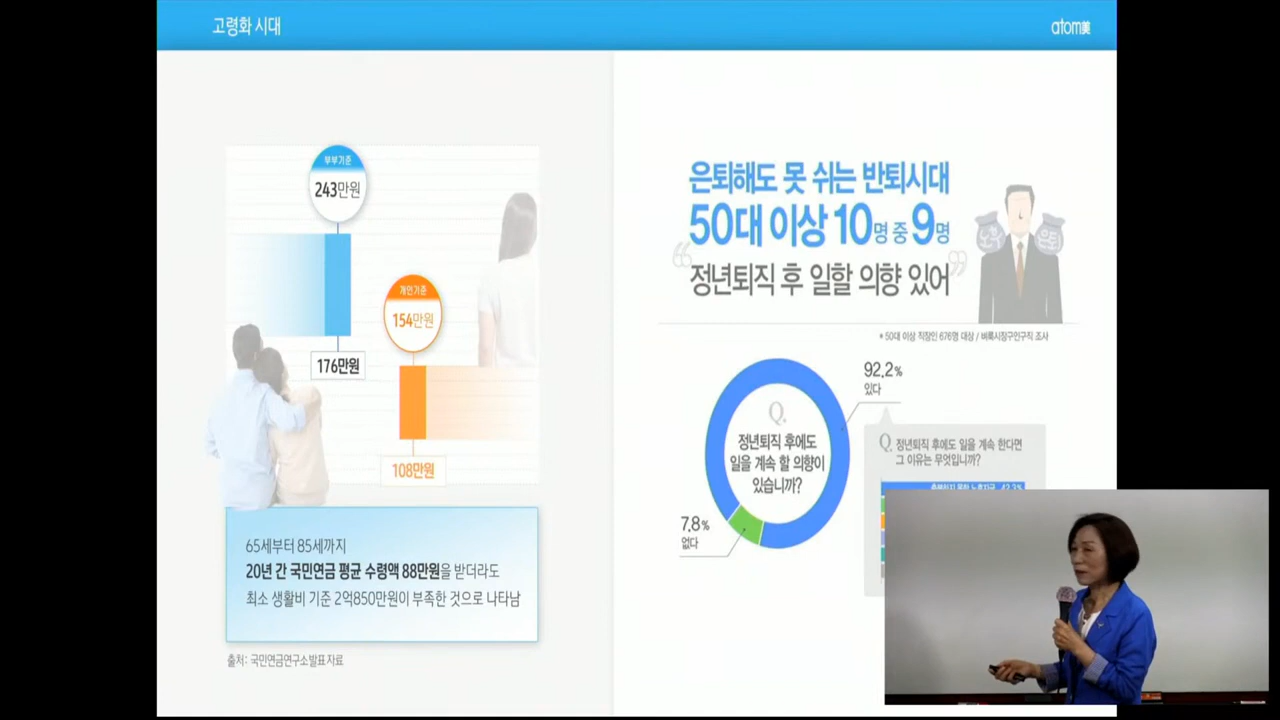 고령화 시대
atom美
부부기준
243만원
176만원
개인기준
154만원
108만원
65세부터 85세까지
20년 간 국민연금 평균 수령액 88만원을 받더라도
최소 생활비 기준 2억850만원이 부족한 것으로 나타남
출처: 국민연금연구소발표자료
은퇴해도 못 쉬는 반퇴시대
50대 이상 10명 중 9명
“정년퇴직 후 일할 의향 있어”
노후
은퇴
* 50대 이상 직장인 676명 대상 / 벼룩시장구인구직 조사
Q.
정년퇴직 후에도
일을 계속 할 의향이
있습니까?
92.2%
있다
7.8%
없다
Q. 정년퇴직 후에도 일을 계속 한다면
그 이유는 무엇입니까?
42.3%